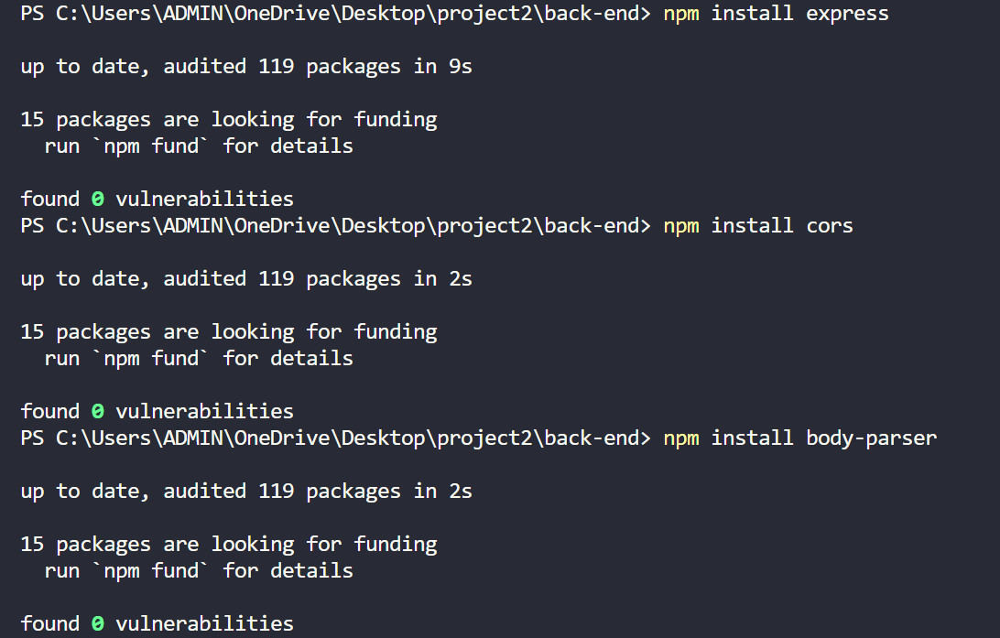 PS C:\Users\ADMIN\OneDrive\Desktop\project2\back-end> npm install express
up to date, audited 119 packages in 9s
15 packages are looking for funding
  run `npm fund` for details
found 0 vulnerabilities
PS C:\Users\ADMIN\OneDrive\Desktop\project2\back-end> npm install cors
up to date, audited 119 packages in 2s
15 packages are looking for funding
  run `npm fund` for details
found 0 vulnerabilities
PS C:\Users\ADMIN\OneDrive\Desktop\project2\back-end> npm install body-parser
up to date, audited 119 packages in 2s
15 packages are looking for funding
  run `npm fund` for details
found 0 vulnerabilities